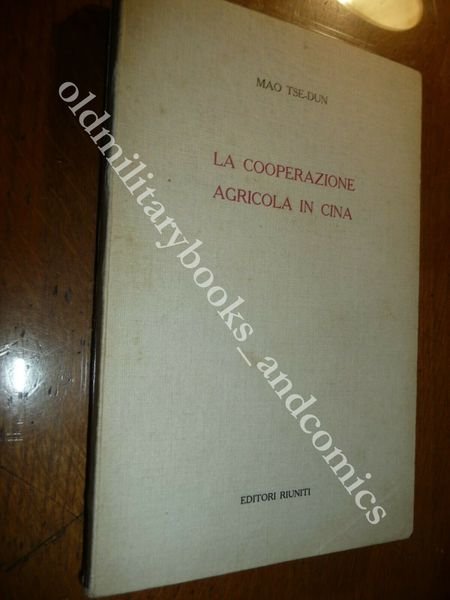 MAO TSE-DUN
LA COOPERAZIONE
AGRICOLA IN CINA
EDITORI RIUNITI
oldmilitarybooks_andcomics